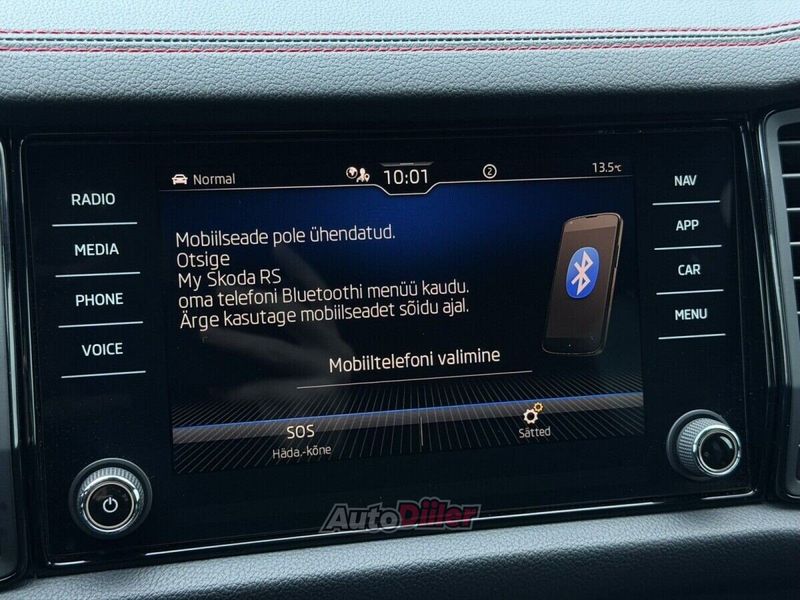 Normal
10:01
2
13.5°C
RADIO
MEDIA
PHONE
VOICE
NAV
APP
CAR
MENU
Mobiilseade pole ühendatud.
Otsige
My Skoda RS
oma telefoni Bluetoothi menüü kaudu.
Ärge kasutage mobiilseadet sõidu ajal.
Mobiiltelefoni valimine
SOS
Häda.-kõne
Sätted
AutoDiiler